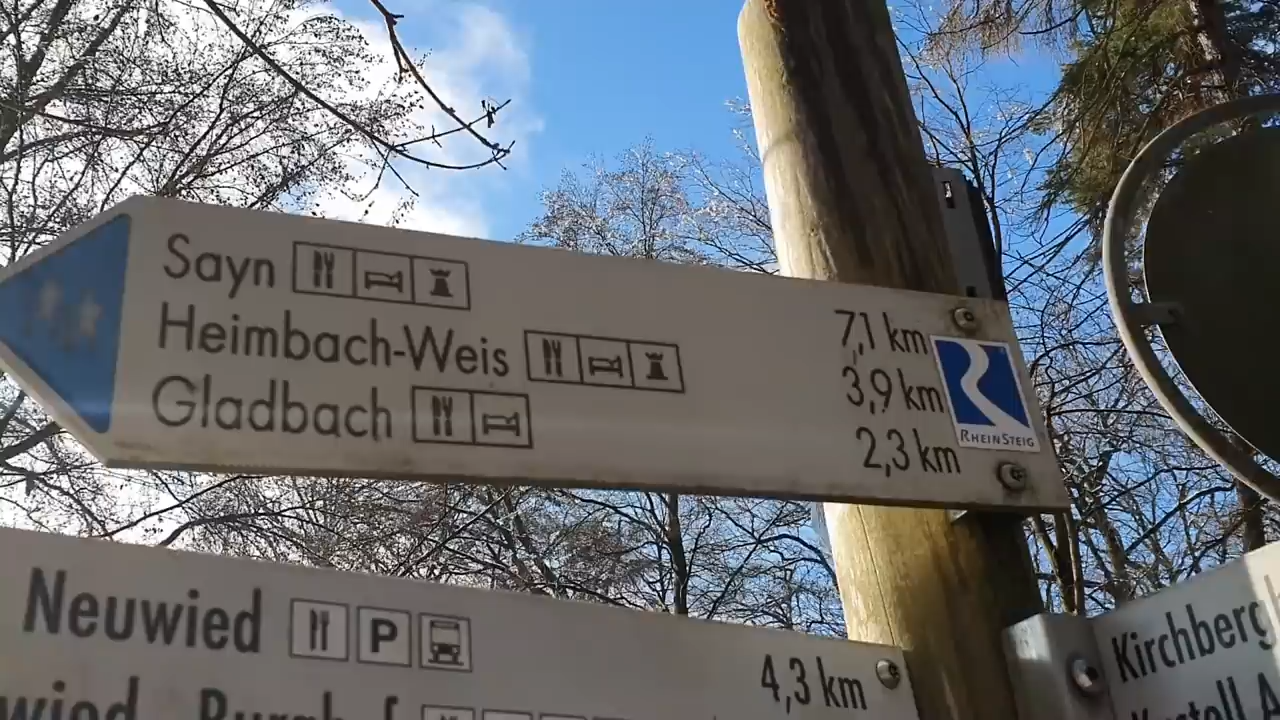 Sayn 7,1 km
Heimbach-Weis 3,9 km
Gladbach 2,3 km
RHEINSTEIG
Neuwied P 4,3 km
Kirchberg